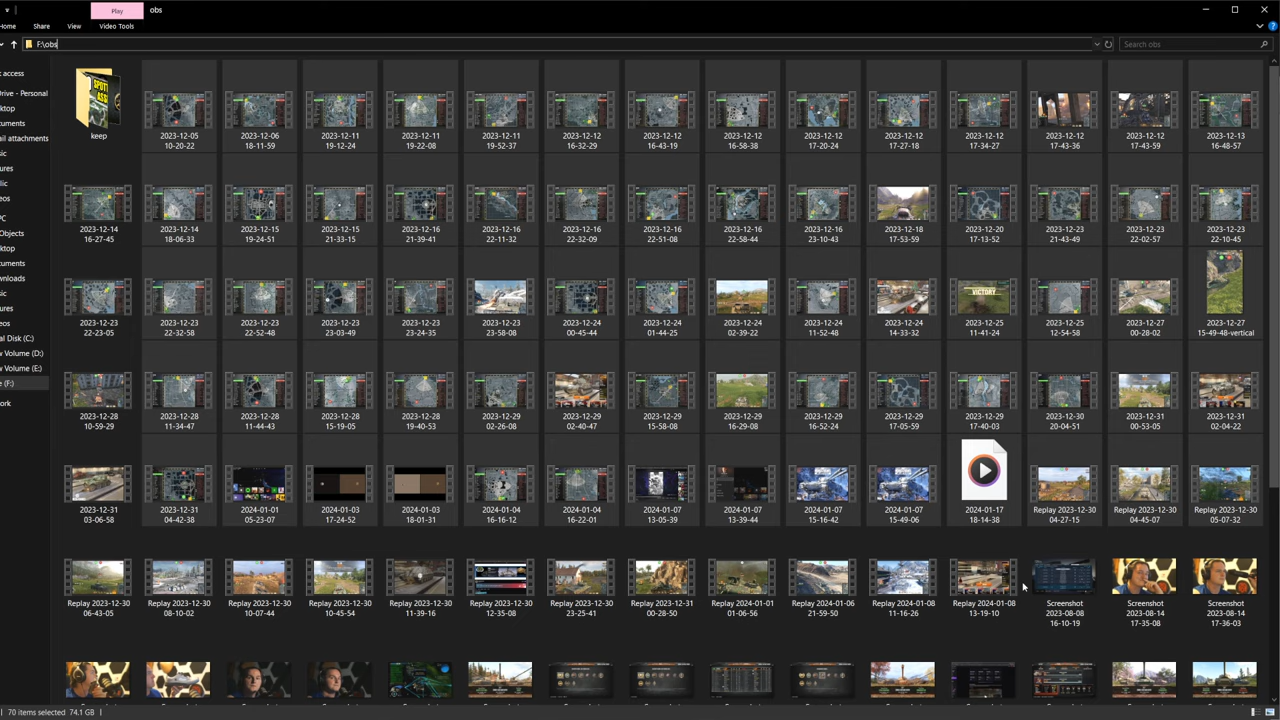 Play
obs
Home
Share
View
Video Tools
F:\obs
Search obs
t access
Drive - Personal
ktop
cuments
ail attachments
sic
ures
lic
eos
PC
Objects
ktop
cuments
ownloads
sic
ures
eos
al Disk (C:)
w Volume (D:)
w Volume (E:)
e (F:)
ork
keep
2023-12-05 10-20-22
2023-12-06 18-11-59
2023-12-11 19-12-24
2023-12-11 19-22-08
2023-12-11 19-52-37
2023-12-12 16-32-29
2023-12-12 16-43-19
2023-12-12 16-58-38
2023-12-12 17-20-24
2023-12-12 17-27-18
2023-12-12 17-34-27
2023-12-12 17-43-36
2023-12-12 17-43-59
2023-12-13 16-48-57
2023-12-14 16-27-45
2023-12-14 18-06-33
2023-12-15 19-24-51
2023-12-15 21-33-15
2023-12-16 21-39-41
2023-12-16 22-11-32
2023-12-16 22-32-09
2023-12-16 22-51-08
2023-12-16 22-58-44
2023-12-16 23-10-43
2023-12-18 17-53-59
2023-12-20 17-13-52
2023-12-23 21-43-49
2023-12-23 22-02-57
2023-12-23 22-10-45
2023-12-23 22-23-05
2023-12-23 22-32-58
2023-12-23 22-52-48
2023-12-23 23-03-49
2023-12-23 23-24-35
2023-12-23 23-58-08
2023-12-24 00-45-44
2023-12-24 01-44-25
2023-12-24 02-39-22
2023-12-24 11-52-48
2023-12-24 14-33-32
VICTORY
2023-12-25 11-41-24
2023-12-25 12-54-58
2023-12-27 00-28-02
2023-12-27 15-49-48-vertical
2023-12-28 10-59-29
2023-12-28 11-34-47
2023-12-28 11-44-43
2023-12-28 15-19-05
2023-12-28 19-40-53
2023-12-29 02-26-08
2023-12-29 02-40-47
2023-12-29 15-58-08
2023-12-29 16-29-08
2023-12-29 16-52-50
2023-12-29 17-05-59
2023-12-29 17-40-03
2023-12-30 20-04-51
2023-12-31 00-53-05
2023-12-31 02-04-22
2023-12-31 03-06-58
2023-12-31 04-42-38
2024-01-01 05-23-07
2024-01-03 17-24-52
2024-01-03 18-01-31
2024-01-04 16-16-12
2024-01-04 16-22-01
2024-01-07 13-05-39
2024-01-07 13-39-44
2024-01-07 15-16-42
2024-01-07 15-49-06
2024-01-17 18-14-38
Replay 2023-12-30 04-27-15
Replay 2023-12-30 04-45-07
Replay 2023-12-30 05-07-32
Replay 2023-12-30 06-43-05
Replay 2023-12-30 08-10-02
Replay 2023-12-30 10-07-44
Replay 2023-12-30 10-45-54
Replay 2023-12-30 11-39-16
Replay 2023-12-30 12-35-08
Replay 2023-12-30 23-25-41
Replay 2023-12-31 00-28-50
Replay 2024-01-01 01-06-56
Replay 2024-01-06 21-59-50
Replay 2024-01-08 11-16-26
Replay 2024-01-08 13-19-10
Screenshot 2023-08-08 16-10-19
Screenshot 2023-08-14 17-35-08
Screenshot 2023-08-14 17-36-03
70 items selected 74.1 GB